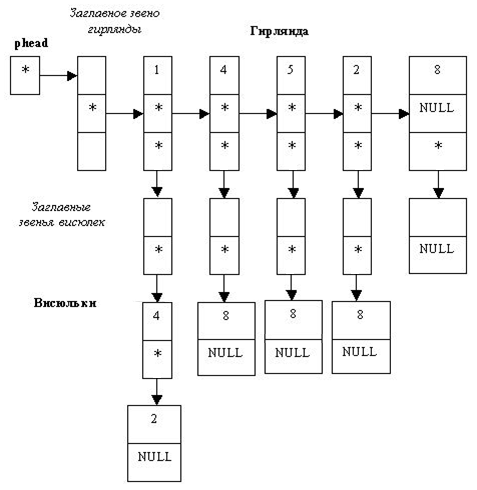 Заглавное звено
гирлянды
Гирлянда
phead
* 1 4 5 2 8
* * * * * NULL
* * * * *
Заглавные
звенья висюлек
* * * * NULL
Висюльки
4 8 8 8
* NULL NULL NULL
2
NULL